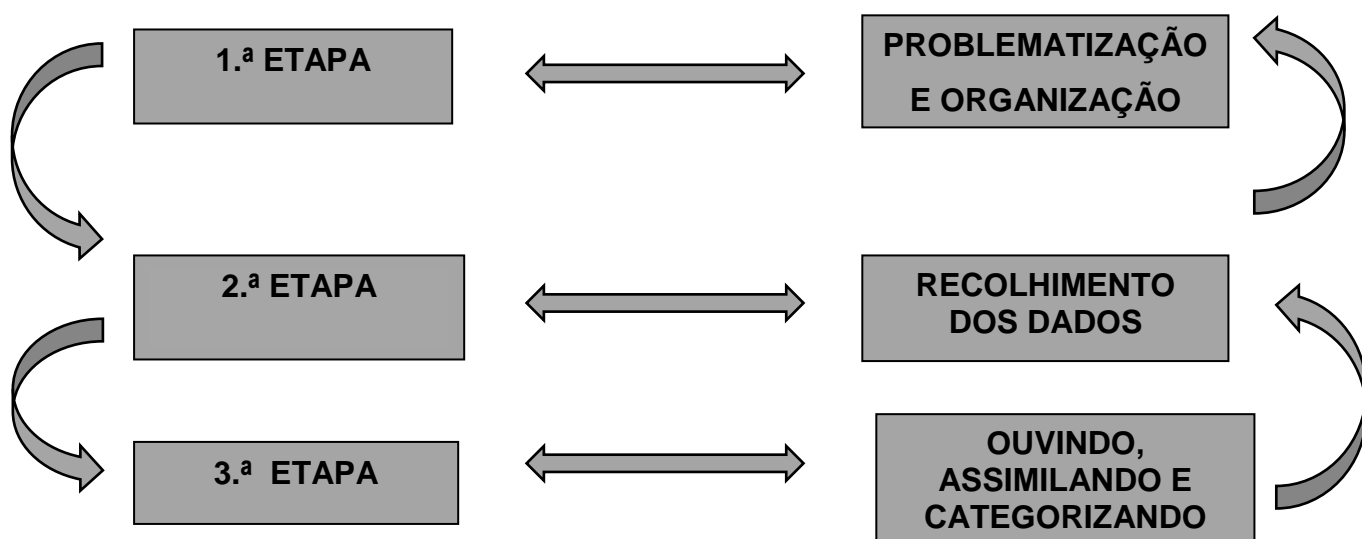 1.ª ETAPA
PROBLEMATIZAÇÃO
E ORGANIZAÇÃO
2.ª ETAPA
RECOLHIMENTO
DOS DADOS
3.ª ETAPA
OUVINDO,
ASSIMILANDO E
CATEGORIZANDO